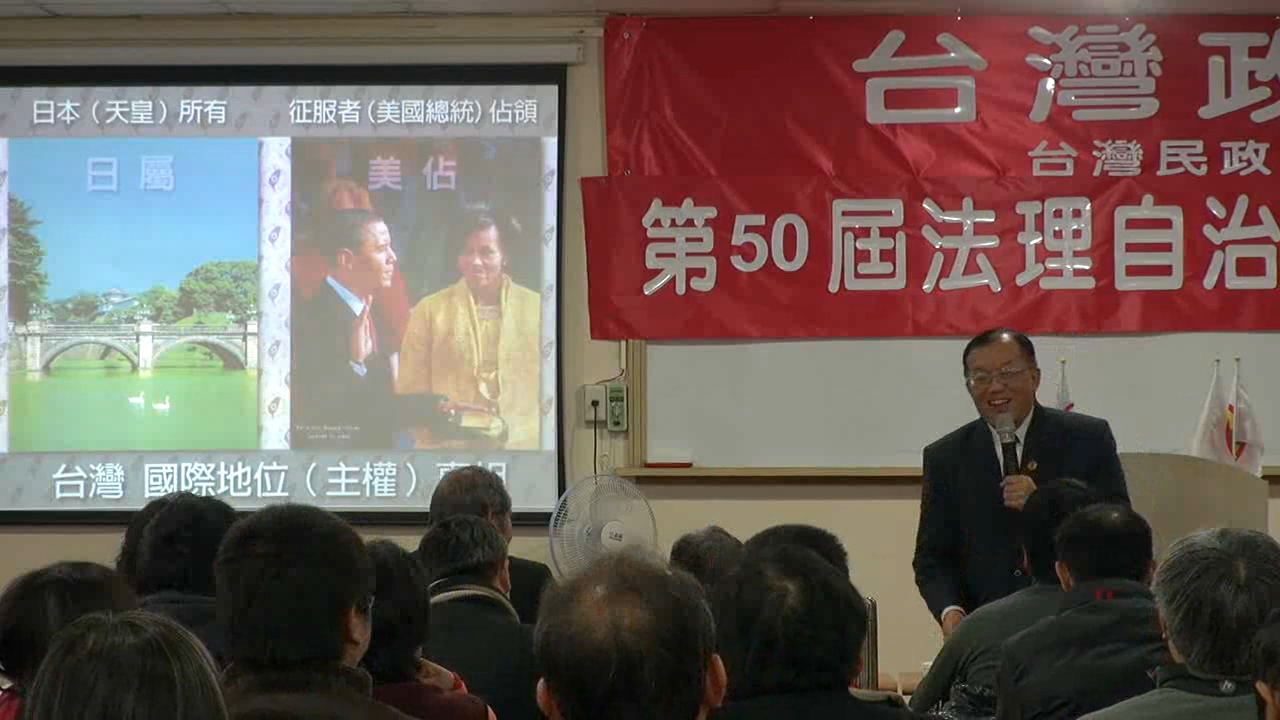 日本（天皇）所有
征服者（美國總統）佔領
日屬
美佔
台灣 國際地位（主權）真相
台灣政
台灣民政
第50屆法理自治